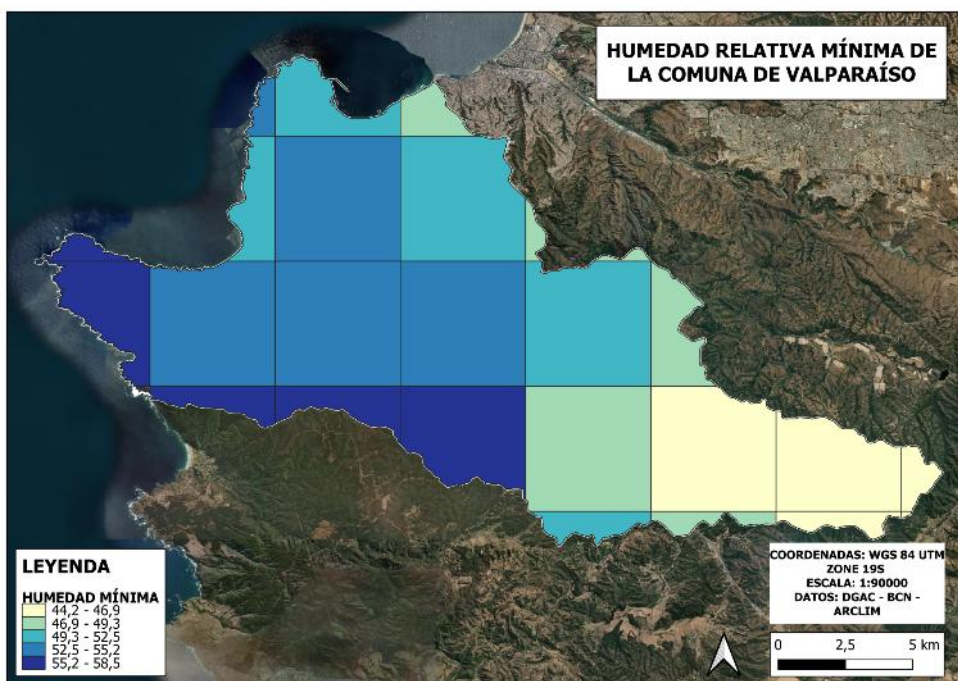 HUMEDAD RELATIVA MÍNIMA DE
LA COMUNA DE VALPARAÍSO
LEYENDA
HUMEDAD MÍNIMA
44,2 - 46,9
46,9 - 49,3
49,3 - 52,5
52,5 - 55,2
55,2 - 58,5
COORDENADAS: WGS 84 UTM
ZONE 19S
ESCALA: 1:90000
DATOS: DGAC - BCN -
ARCLIM
0 2,5 5 km